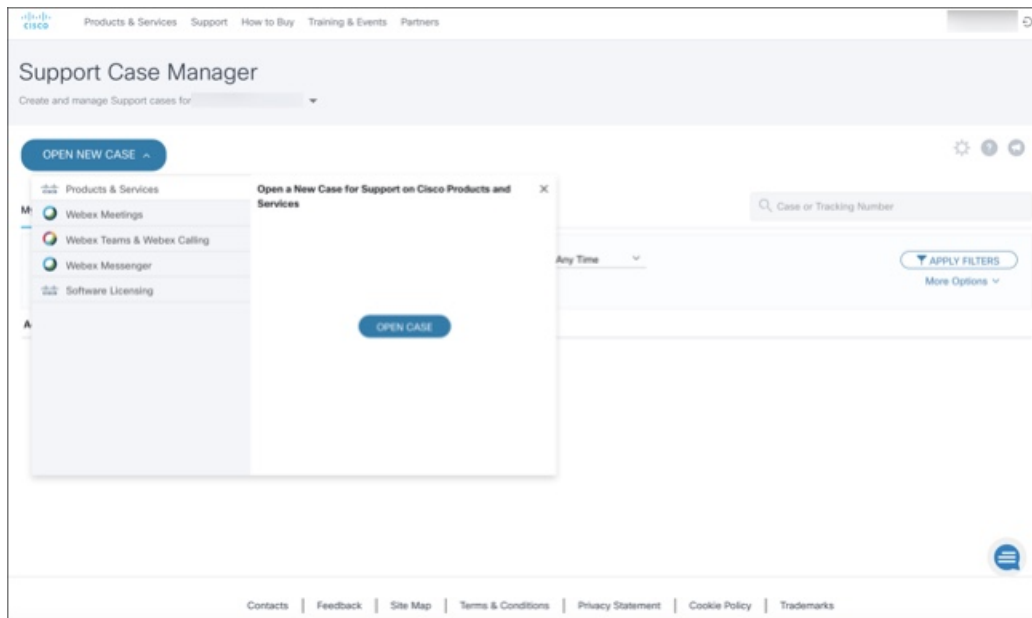 CISCO
Products & Services Support How to Buy Training & Events Partners
Support Case Manager
Create and manage Support cases for
OPEN NEW CASE
Products & Services
Webex Meetings
Webex Teams & Webex Calling
Webex Messenger
Software Licensing
Open a New Case for Support on Cisco Products and
Services
OPEN CASE
Case or Tracking Number
Any Time
APPLY FILTERS
More Options
Contacts | Feedback | Site Map | Terms & Conditions | Privacy Statement | Cookie Policy | Trademarks